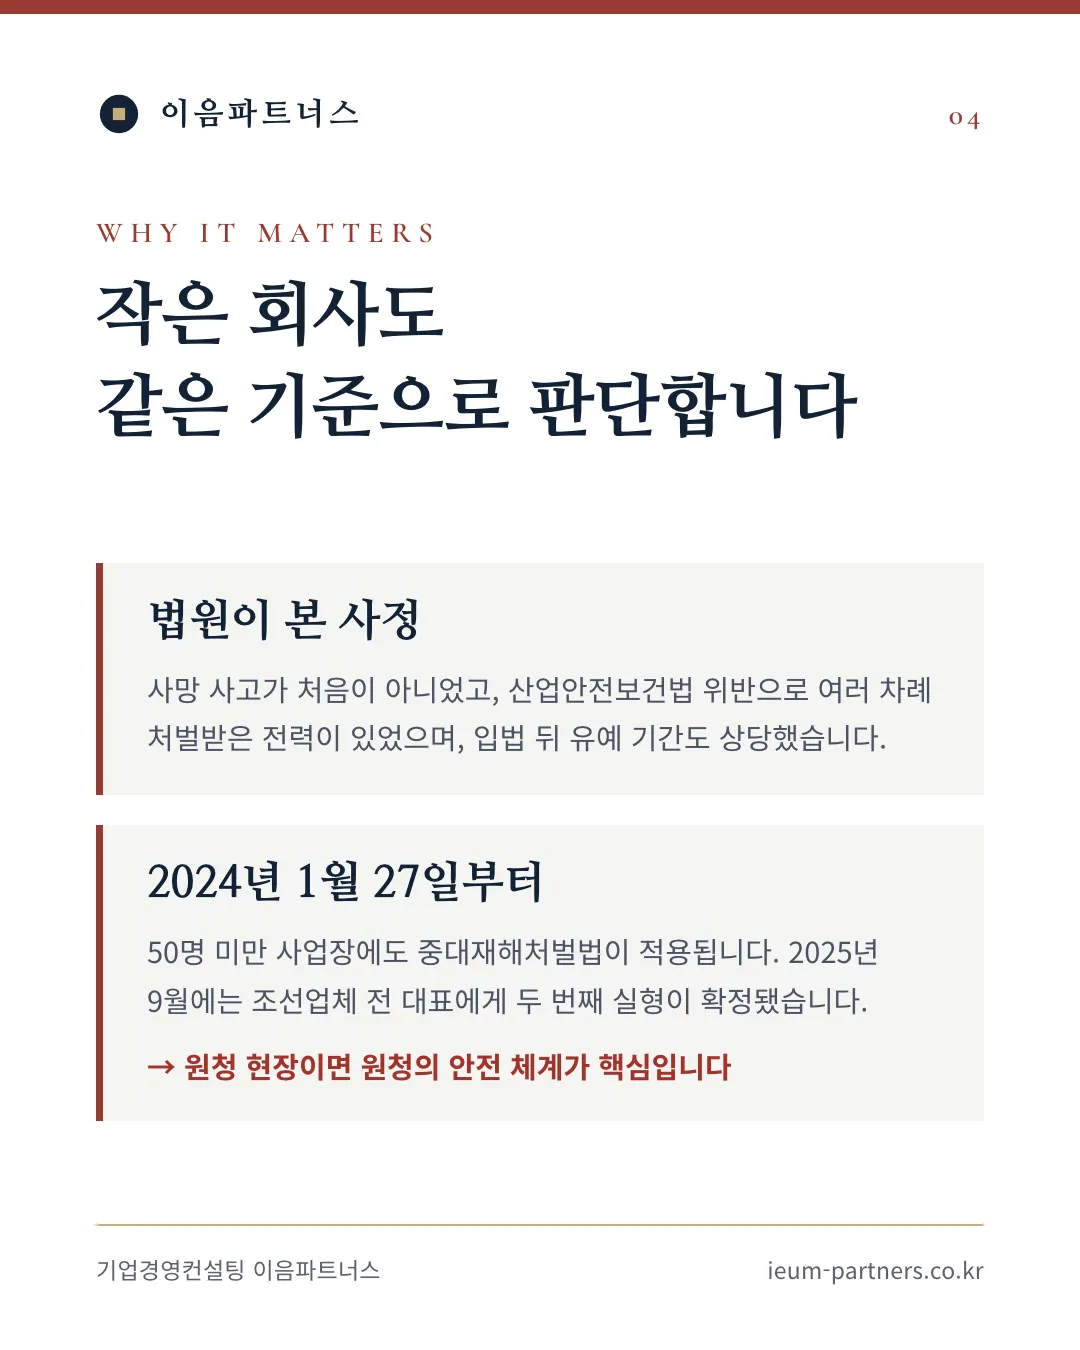 이음파트너스
04
WHY IT MATTERS
작은 회사도
같은 기준으로 판단합니다
법원이 본 사정
사망 사고가 처음이 아니었고, 산업안전보건법 위반으로 여러 차례
처벌받은 전력이 있었으며, 입법 뒤 유예 기간도 상당했습니다.
2024년 1월 27일부터
50명 미만 사업장에도 중대재해처벌법이 적용됩니다. 2025년
9월에는 조선업체 전 대표에게 두 번째 실형이 확정됐습니다.
→ 원청 현장이면 원청의 안전 체계가 핵심입니다
기업경영컨설팅 이음파트너스
ieum-partners.co.kr